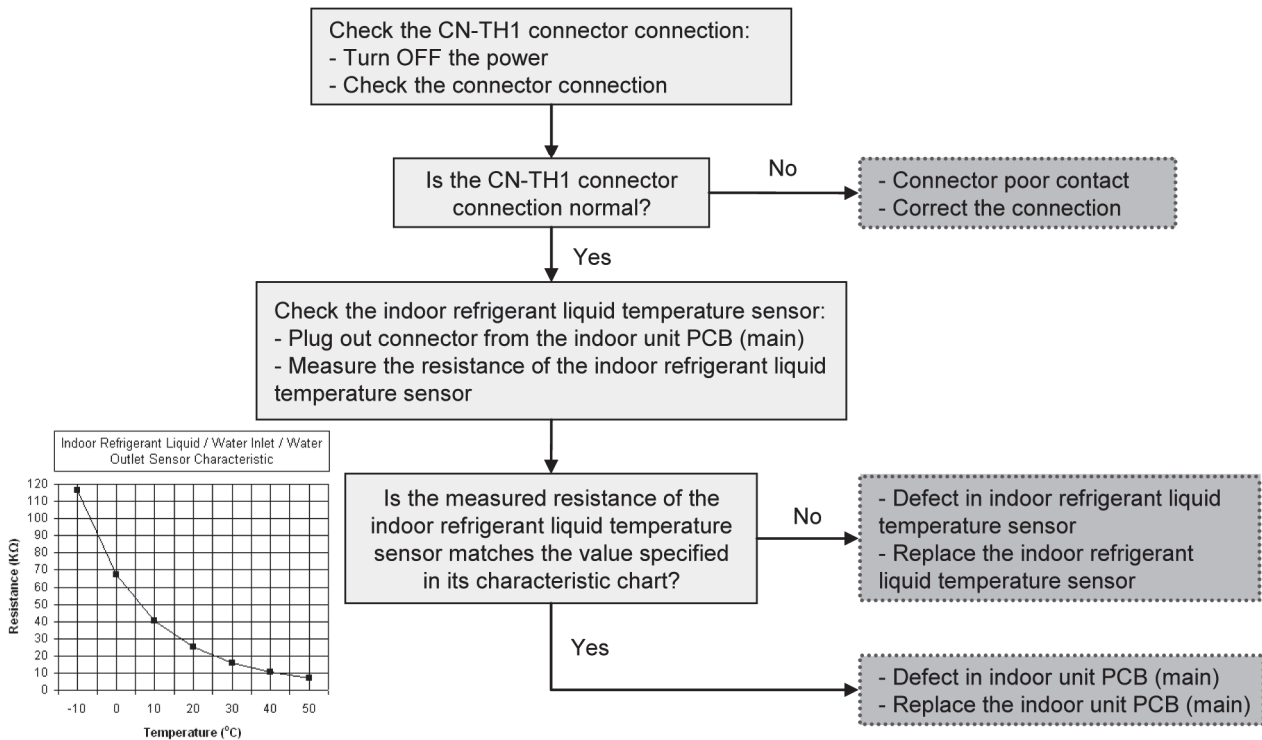 Check the CN-TH1 connector connection:
- Turn OFF the power
- Check the connector connection
Is the CN-TH1 connector
connection normal?
No
- Connector poor contact
- Correct the connection
Yes
Check the indoor refrigerant liquid temperature sensor:
- Plug out connector from the indoor unit PCB (main)
- Measure the resistance of the indoor refrigerant liquid
temperature sensor
Indoor Refrigerant Liquid / Water Inlet / Water
Outlet Sensor Characteristic
Resistance (KΩ)
120
110
100
90
80
70
60
50
40
30
20
10
0
-10 0 10 20 30 40 50
Temperature (°C)
Is the measured resistance of the
indoor refrigerant liquid temperature
sensor matches the value specified
in its characteristic chart?
No
- Defect in indoor refrigerant liquid
temperature sensor
- Replace the indoor refrigerant
liquid temperature sensor
Yes
- Defect in indoor unit PCB (main)
- Replace the indoor unit PCB (main)